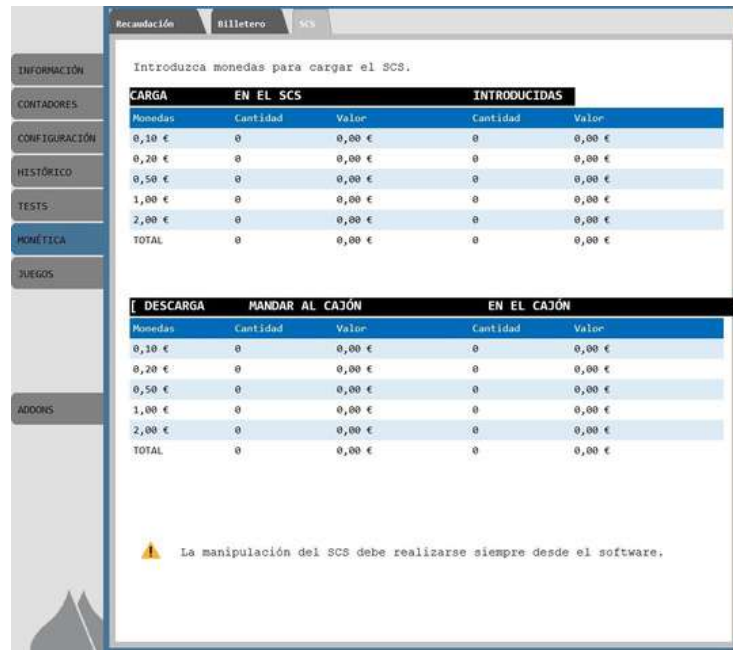 Recaudación Billetero SCS
INFORMACIÓN
CONTADORES
CONFIGURACIÓN
HISTÓRICO
TESTS
MONÉTICA
JUEGOS
ADDONS
Introduzca monedas para cargar el SCS.
CARGA EN EL SCS INTRODUCIDAS
Monedas Cantidad Valor Cantidad Valor
0,10 € 0 0,00 € 0 0,00 €
0,20 € 0 0,00 € 0 0,00 €
0,50 € 0 0,00 € 0 0,00 €
1,00 € 0 0,00 € 0 0,00 €
2,00 € 0 0,00 € 0 0,00 €
TOTAL 0 0,00 € 0 0,00 €
[ DESCARGA MANDAR AL CAJÓN EN EL CAJÓN
Monedas Cantidad Valor Cantidad Valor
0,10 € 0 0,00 € 0 0,00 €
0,20 € 0 0,00 € 0 0,00 €
0,50 € 0 0,00 € 0 0,00 €
1,00 € 0 0,00 € 0 0,00 €
2,00 € 0 0,00 € 0 0,00 €
TOTAL 0 0,00 € 0 0,00 €
La manipulación del SCS debe realizarse siempre desde el software.